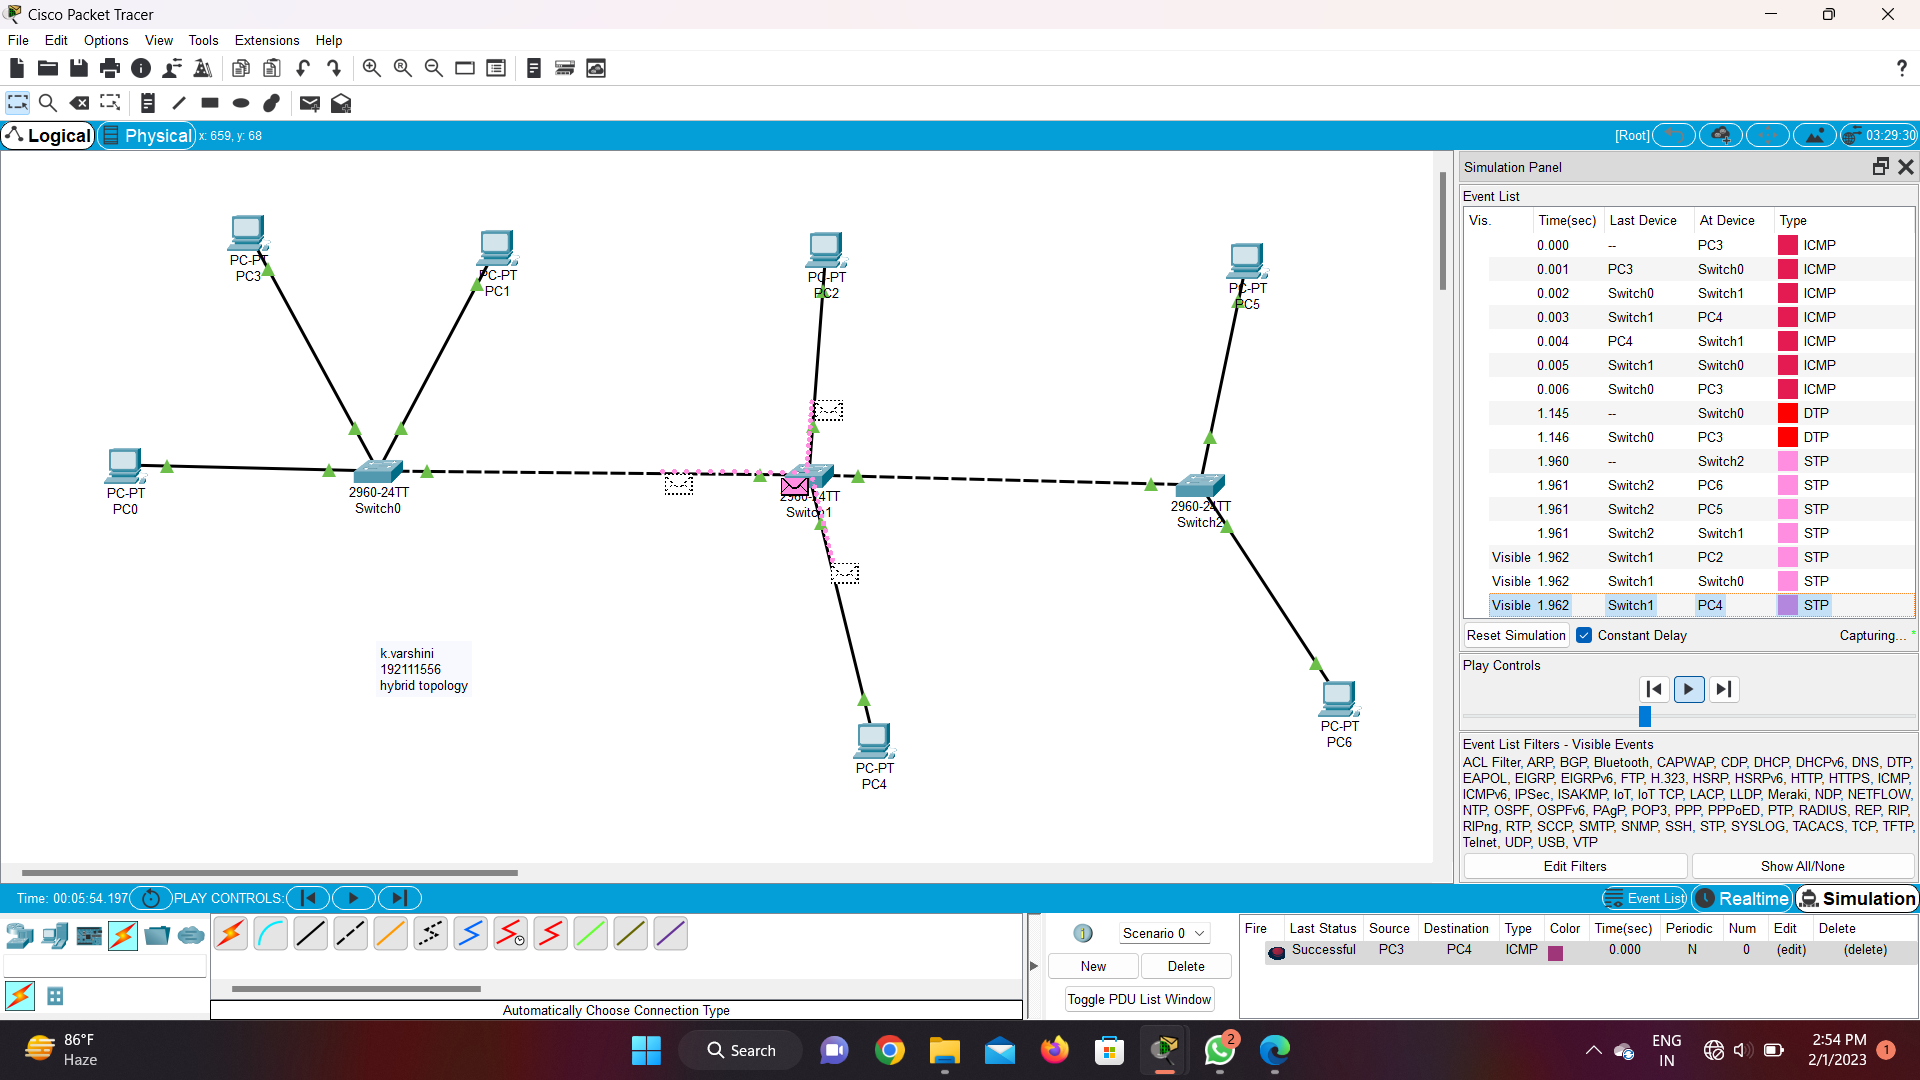 Cisco Packet Tracer
File Edit Options View Tools Extensions Help
?
Logical Physical x: 659, y: 68 [Root] 03:29:30
PC-PT
PC3
PC-PT
PC1
PC-PT
PC2
PC-PT
PC5
PC-PT
PC0
2960-24TT
Switch0
2960-24TT
Switch1
2960-24TT
Switch2
k.varshini
192111556
hybrid topology
PC-PT
PC4
PC-PT
PC6
Simulation Panel
Event List
Vis. Time(sec) Last Device At Device Type
0.000 -- PC3 ICMP
0.001 PC3 Switch0 ICMP
0.002 Switch0 Switch1 ICMP
0.003 Switch1 PC4 ICMP
0.004 PC4 Switch1 ICMP
0.005 Switch1 Switch0 ICMP
0.006 Switch0 PC3 ICMP
1.145 -- Switch0 DTP
1.146 Switch0 PC3 DTP
1.960 -- Switch2 STP
1.961 Switch2 PC6 STP
1.961 Switch2 PC5 STP
1.961 Switch2 Switch1 STP
Visible 1.962 Switch1 PC2 STP
Visible 1.962 Switch1 Switch0 STP
Visible 1.962 Switch1 PC4 STP
Reset Simulation Constant Delay Capturing...
Play Controls
Event List Filters - Visible Events
ACL Filter, ARP, BGP, Bluetooth, CAPWAP, CDP, DHCP, DHCPv6, DNS, DTP,
EAPOL, EIGRP, EIGRPv6, FTP, H.323, HSRP, HSRPv6, HTTP, HTTPS, ICMP,
ICMPv6, IPSec, ISAKMP, IoT, IoT TCP, LACP, LLDP, Meraki, NDP, NETFLOW,
NTP, OSPF, OSPFv6, PAgP, POP3, PPP, PPPoED, PTP, RADIUS, REP, RIP,
RIPng, RTP, SCCP, SMTP, SNMP, SSH, STP, SYSLOG, TACACS, TCP, TFTP,
Telnet, UDP, USB, VTP
Edit Filters Show All/None
Time: 00:05:54.197 PLAY CONTROLS: Event List Realtime Simulation
Automatically Choose Connection Type
Scenario 0
New Delete
Toggle PDU List Window
Fire Last Status Source Destination Type Color Time(sec) Periodic Num Edit Delete
Successful PC3 PC4 ICMP 0.000 N 0 (edit) (delete)
86°F
Haze
Search
2
ENG
IN
2:54 PM
2/1/2023
1